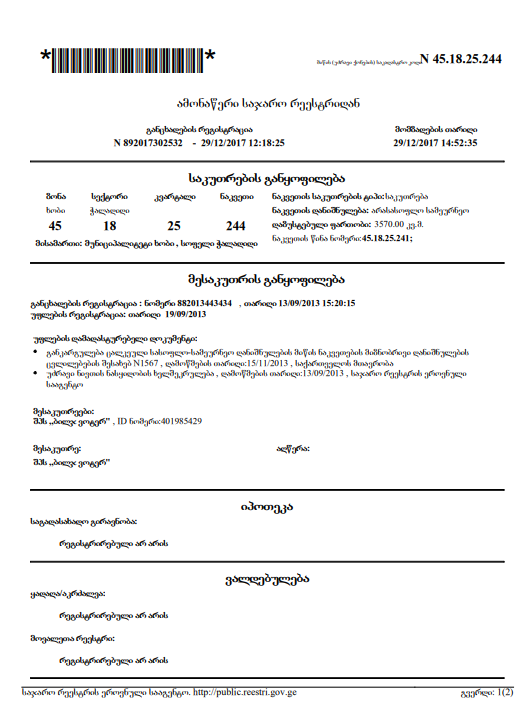 მიწის (უძრავი ქონების) საკადასტრო კოდი N 45.18.25.244
ამონაწერი საჯარო რეესტრიდან
განცხადების რეგისტრაცია
N 892017302532 - 29/12/2017 12:18:25
მომზადების თარიღი
29/12/2017 14:52:35
საკუთრების განყოფილება
ზონა სექტორი კვარტალი ნაკვეთი
ხობი ჭალადიდი
45 18 25 244
მისამართი: მუნიციპალიტეტი ხობი , სოფელი ჭალადიდი
ნაკვეთის საკუთრების ტიპი:საკუთრება
ნაკვეთის დანიშნულება: არასასოფლო სამეურნეო
დაზუსტებული ფართობი: 3570.00 კვ.მ.
ნაკვეთის წინა ნომერი:45.18.25.241;
მესაკუთრის განყოფილება
განცხადების რეგისტრაცია : ნომერი 882013443434 , თარიღი 13/09/2013 15:20:15
უფლების რეგისტრაცია: თარიღი 19/09/2013
უფლების დამადასტურებელი დოკუმენტი:
• განკარგულება ცალკეული სასოფლო-სამეურნეო დანიშნულების მიწის ნაკვეთების მიზნობრივი დანიშნულების
ცვლილებების შესახებ N1567 , დამოწმების თარიღი:15/11/2013 , საქართველოს მთავრობა
• უძრავი ნივთის ნასყიდობის ხელშეკრულება , დამოწმების თარიღი:13/09/2013 , საჯარო რეესტრის ეროვნული
სააგენტო
მესაკუთრეები:
შპს „ბილჯ ვოტერ" , ID ნომერი:401985429
მესაკუთრე:
შპს „ბილჯ ვოტერ"
აღწერა:
იპოთეკა
საგადასახადო გირავნობა:
რეგისტრირებული არ არის
ვალდებულება
ყადაღა/აკრძალვა:
რეგისტრირებული არ არის
მოვალეთა რეესტრი:
რეგისტრირებული არ არის
საჯარო რეესტრის ეროვნული სააგენტო. http://public.reestri.gov.ge
გვერდი: 1(2)